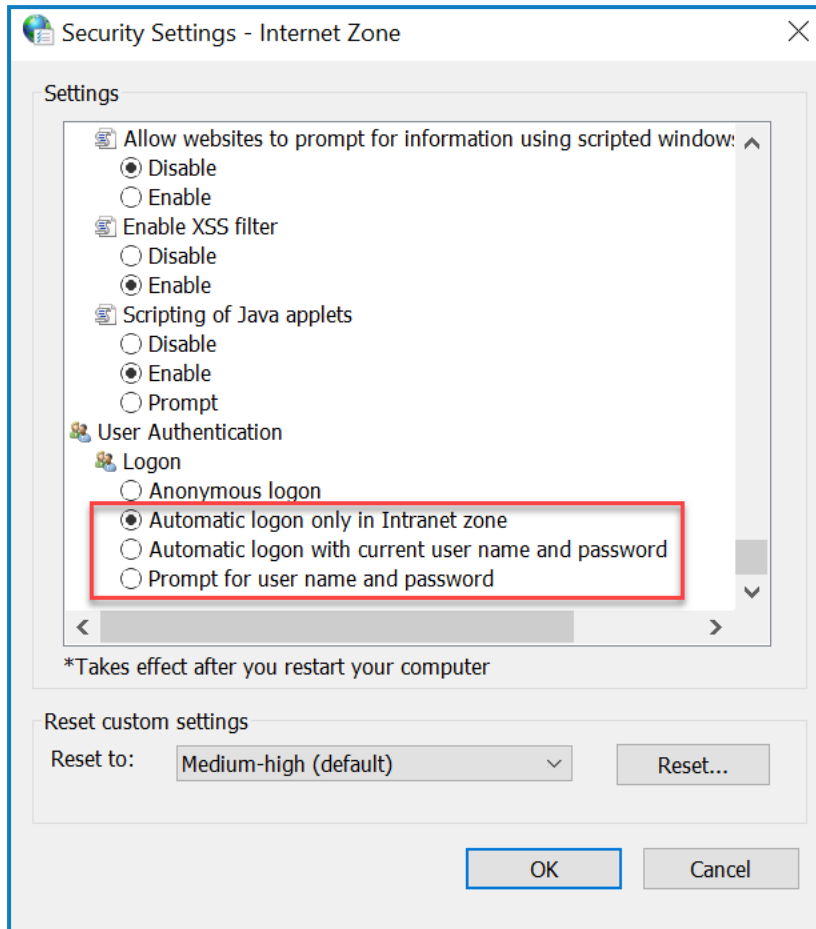 Security Settings - Internet Zone
Settings
Allow websites to prompt for information using scripted
Disable
Enable
Enable XSS filter
Disable
Enable
Scripting of Java applets
Disable
Enable
Prompt
User Authentication
Logon
Anonymous logon
Automatic logon only in Intranet zone
Automatic logon with current user name and password
Prompt for user name and password
*Takes effect after you restart your computer
Reset custom settings
Reset to:
Medium-high (default)
Reset...
OK
Cancel